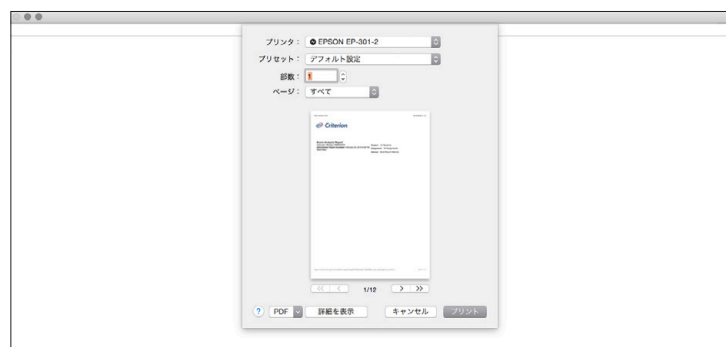 プリンタ： EPSON EP-301-2
プリセット： デフォルト設定
部数： 1
ページ： すべて
Criterion
1/12
? PDF 詳細を表示 キャンセル プリント